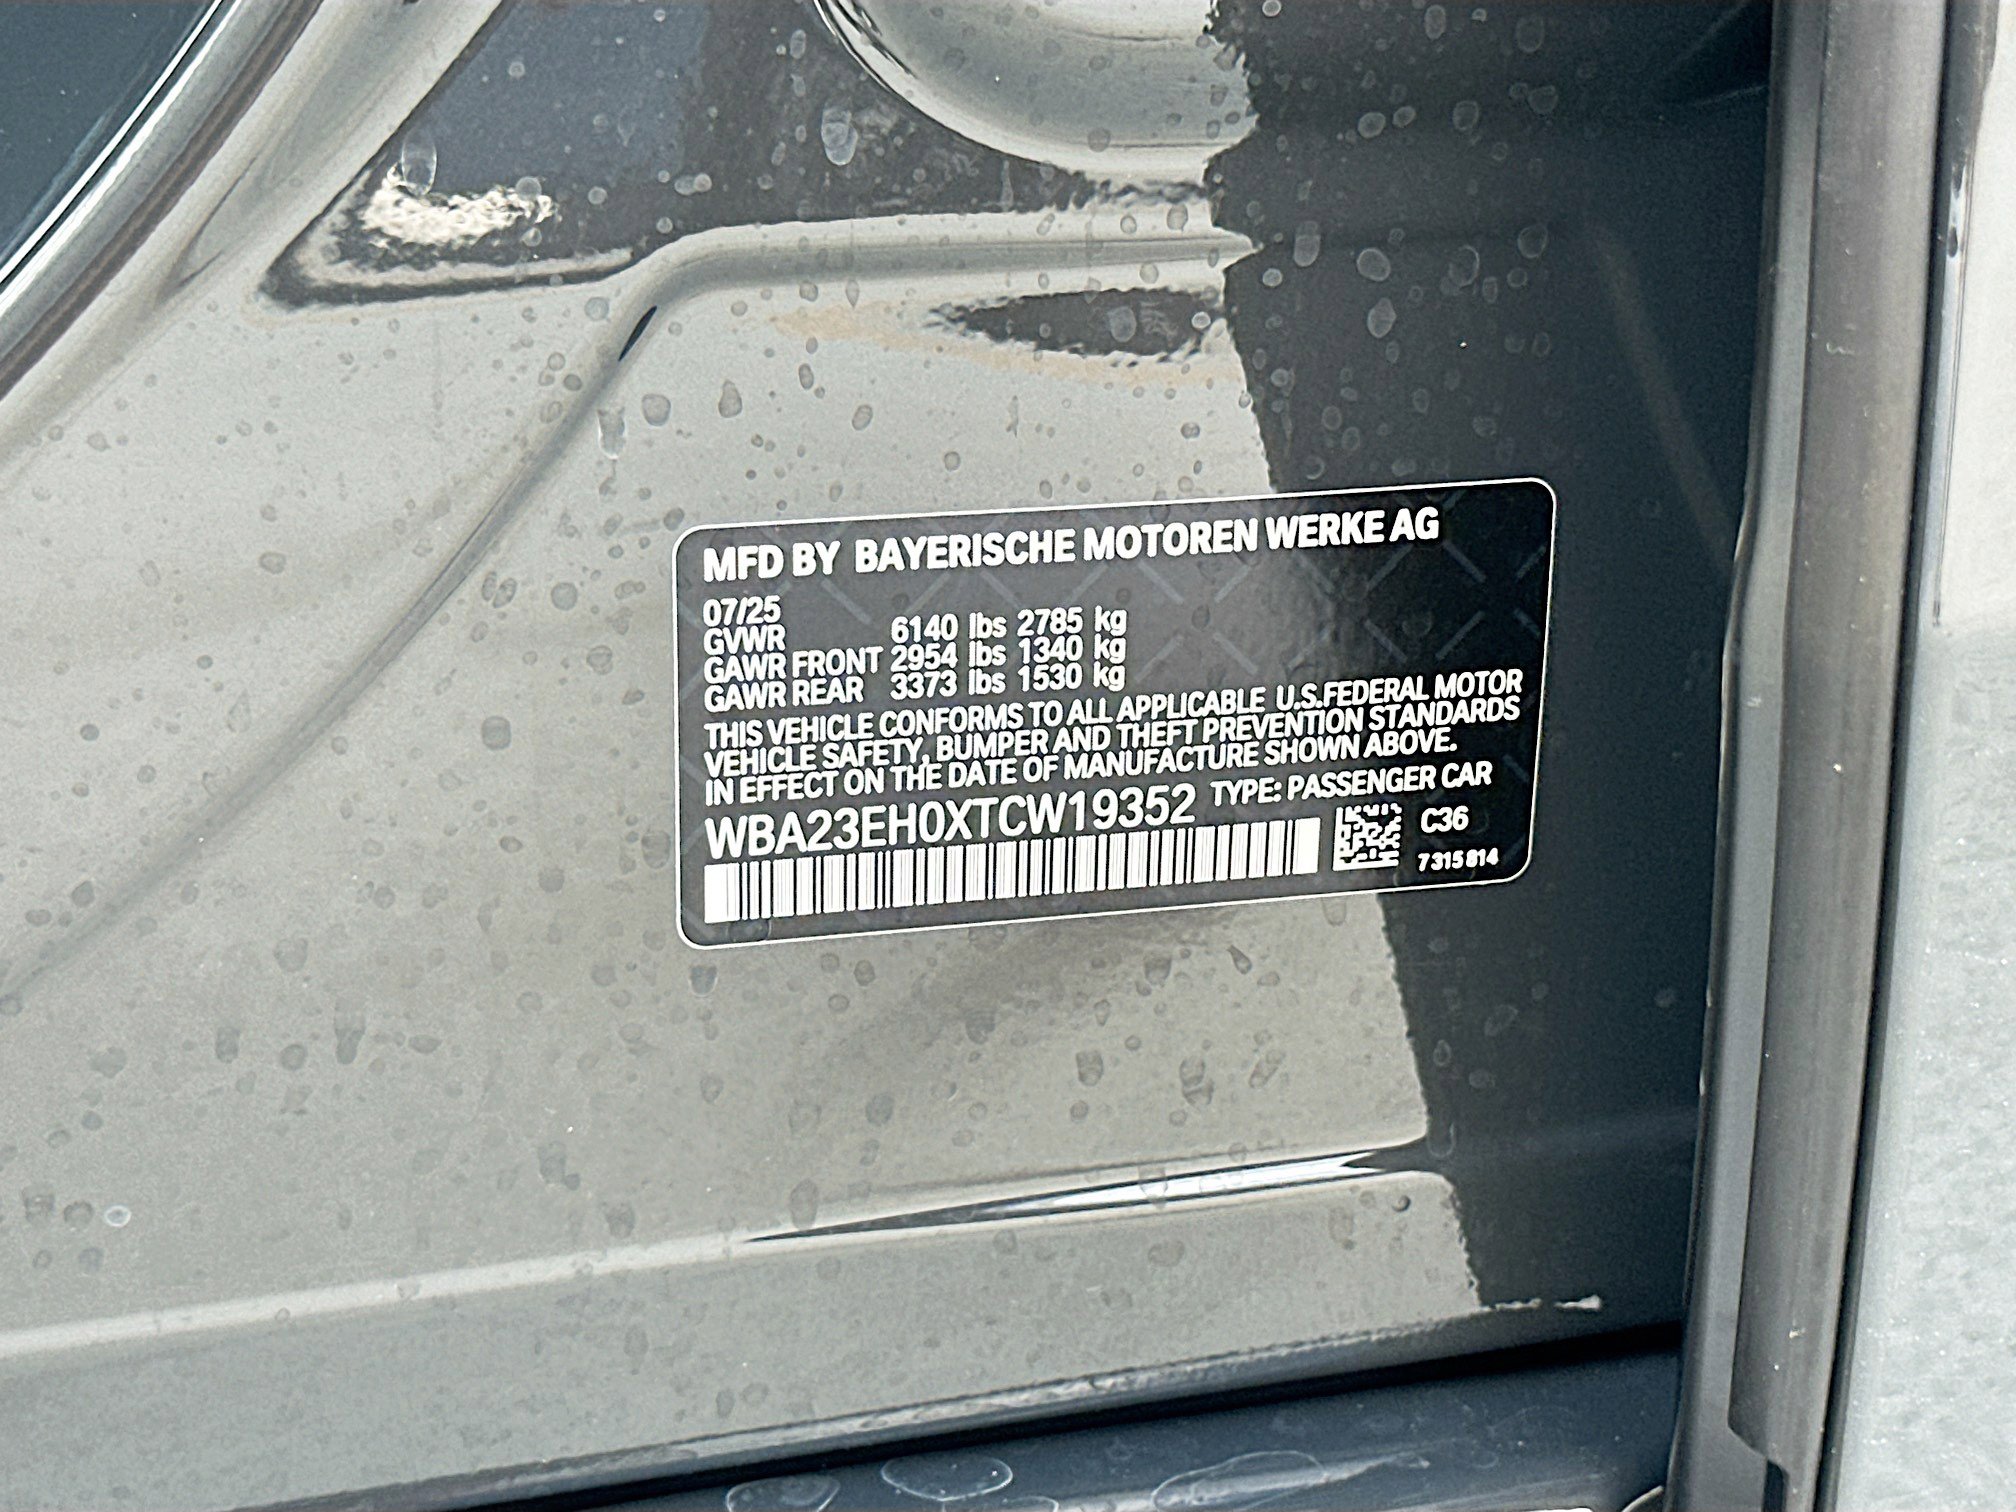 MFD BY BAYERISCHE MOTOREN WERKE AG
07/25
GVWR 6140 lbs 2785 kg
GAWR FRONT 2954 lbs 1340 kg
GAWR REAR 3373 lbs 1530 kg
THIS VEHICLE CONFORMS TO ALL APPLICABLE U.S.FEDERAL MOTOR
VEHICLE SAFETY, BUMPER AND THEFT PREVENTION STANDARDS
IN EFFECT ON THE DATE OF MANUFACTURE SHOWN ABOVE.
WBA23EH0XTCW19352 TYPE: PASSENGER CAR
C36
7315814